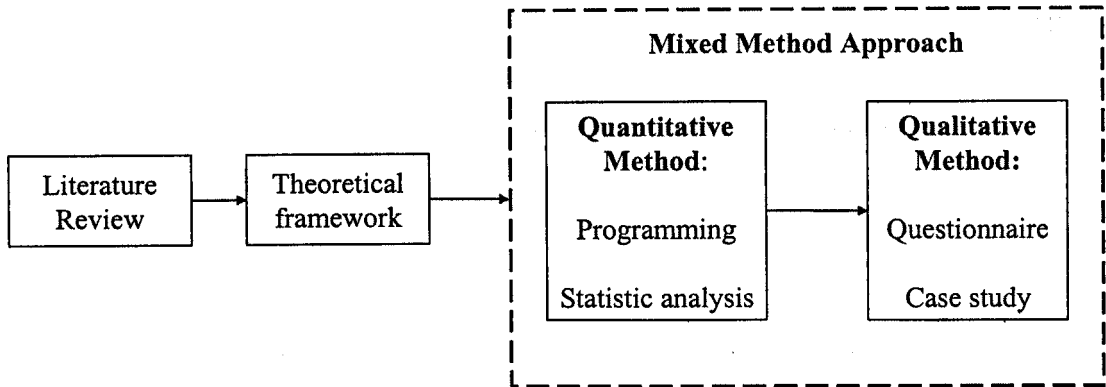 Mixed Method Approach
Literature
Review
Theoretical
framework
Quantitative
Method:
Programming
Statistic analysis
Qualitative
Method:
Questionnaire
Case study